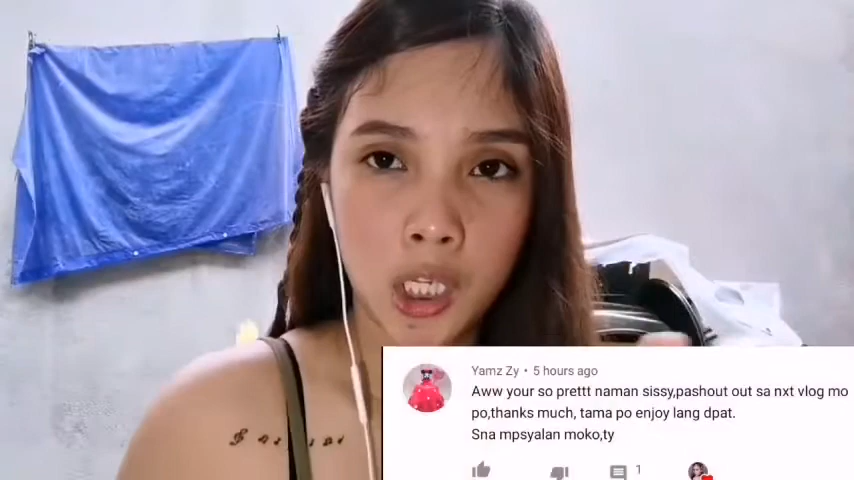 Yamz Zy • 5 hours ago
Aww your so prettt naman sissy,pashout out sa nxt vlog mo
po,thanks much, tama po enjoy lang dpat.
Sna mpsyalan moko,ty
1